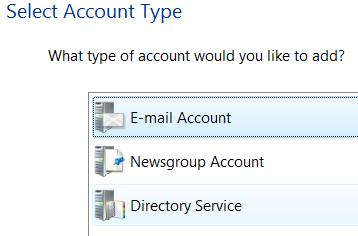 Select Account Type
What type of account would you like to add?
E-mail Account
Newsgroup Account
Directory Service